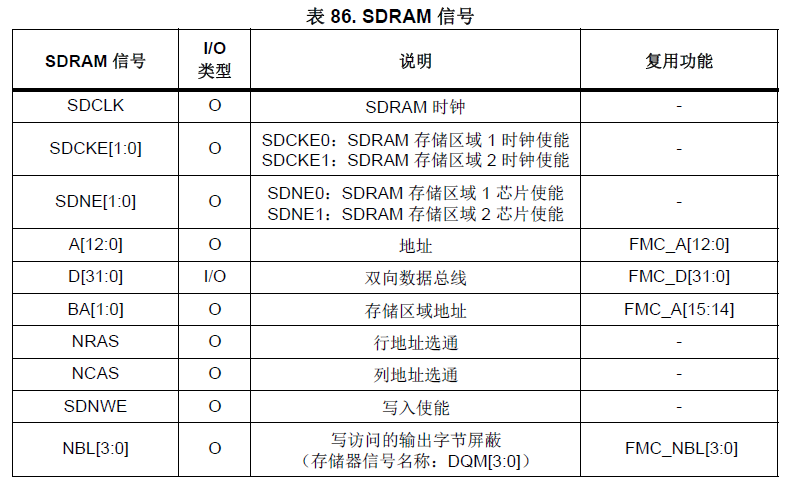 表 86. SDRAM 信号
SDRAM 信号 I/O 类型 说明 复用功能
SDCLK O SDRAM 时钟 -
SDCKE[1:0] O SDCKE0：SDRAM 存储区域 1 时钟使能 -
SDCKE1：SDRAM 存储区域 2 时钟使能
SDNE[1:0] O SDNE0：SDRAM 存储区域 1 芯片使能 -
SDNE1：SDRAM 存储区域 2 芯片使能
A[12:0] O 地址 FMC_A[12:0]
D[31:0] I/O 双向数据总线 FMC_D[31:0]
BA[1:0] O 存储区域地址 FMC_A[15:14]
NRAS O 行地址选通 -
NCAS O 列地址选通 -
SDNWE O 写入使能 -
NBL[3:0] O 写访问的输出字节屏蔽 FMC_NBL[3:0]
（存储器信号名称：DQM[3:0]）